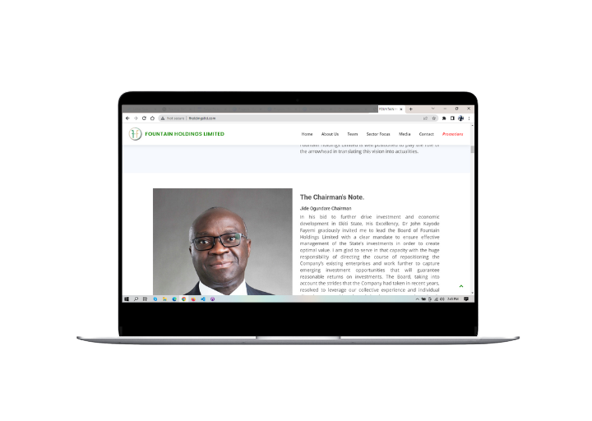 Not secure
FOUNTAIN HOLDINGS LIMITED
Home About Us Team Sector Focus Media Contact
the arrowhead in translating this vision into actualities.
The Chairman's Note.
Jide Ogundare Chairman
In his bid to further drive investment and economic
development in Ekiti State, His Excellency, Dr John Kayode
Fayemi graciously invited me to lead the Board of Fountain
Holdings Limited with a clear mandate to ensure effective
management of the State's investments in order to create
optimal value. I am glad to serve in that capacity with the huge
responsibility of directing the course of repositioning the
Company's existing enterprises and work further to capture
emerging investment opportunities that will guarantee
reasonable returns on investments. The Board, taking into
account the strides that the Company had taken in recent years,
resolved to leverage our collective experience and individual